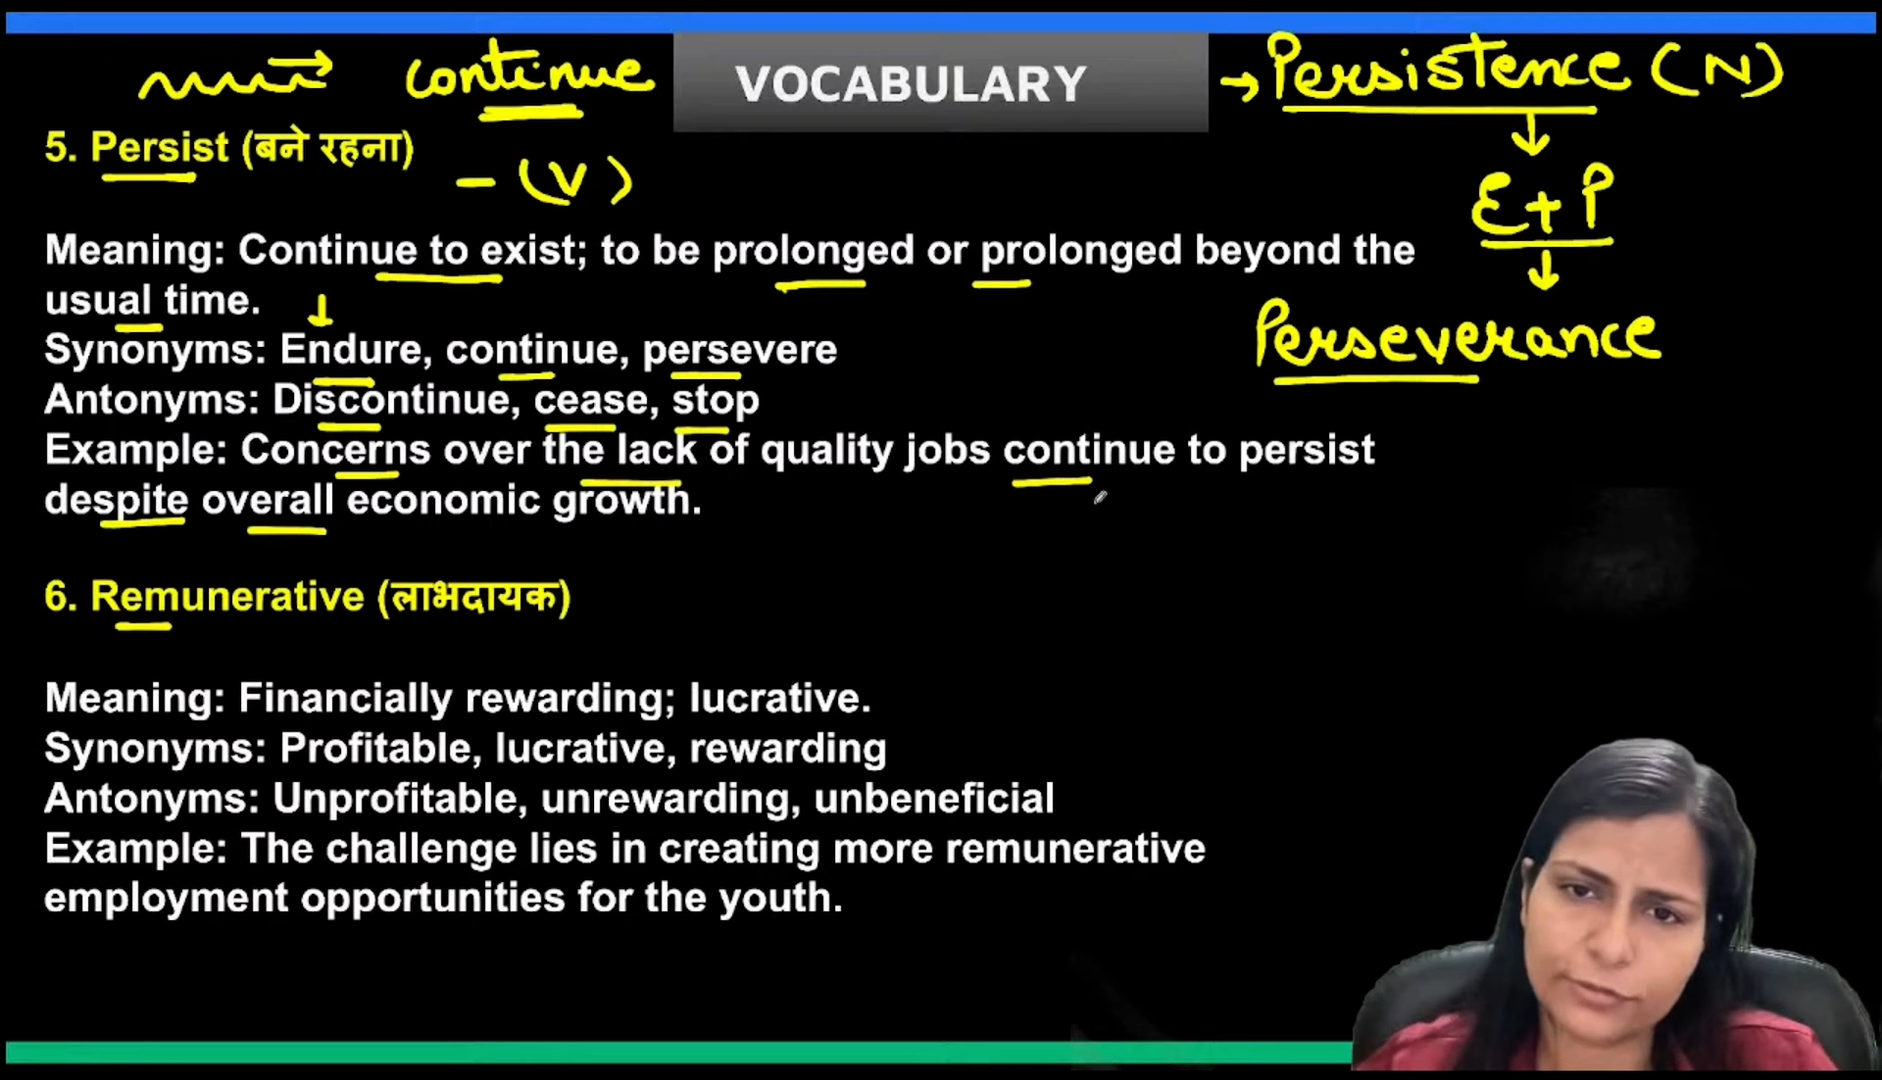 continue
VOCABULARY
→ Persistence (N)
5. Persist (बने रहना)
- (V)
E + P
Meaning: Continue to exist; to be prolonged or prolonged beyond the
usual time.
Perseverance
Synonyms: Endure, continue, persevere
Antonyms: Discontinue, cease, stop
Example: Concerns over the lack of quality jobs continue to persist
despite overall economic growth.
6. Remunerative (लाभदायक)
Meaning: Financially rewarding; lucrative.
Synonyms: Profitable, lucrative, rewarding
Antonyms: Unprofitable, unrewarding, unbeneficial
Example: The challenge lies in creating more remunerative
employment opportunities for the youth.